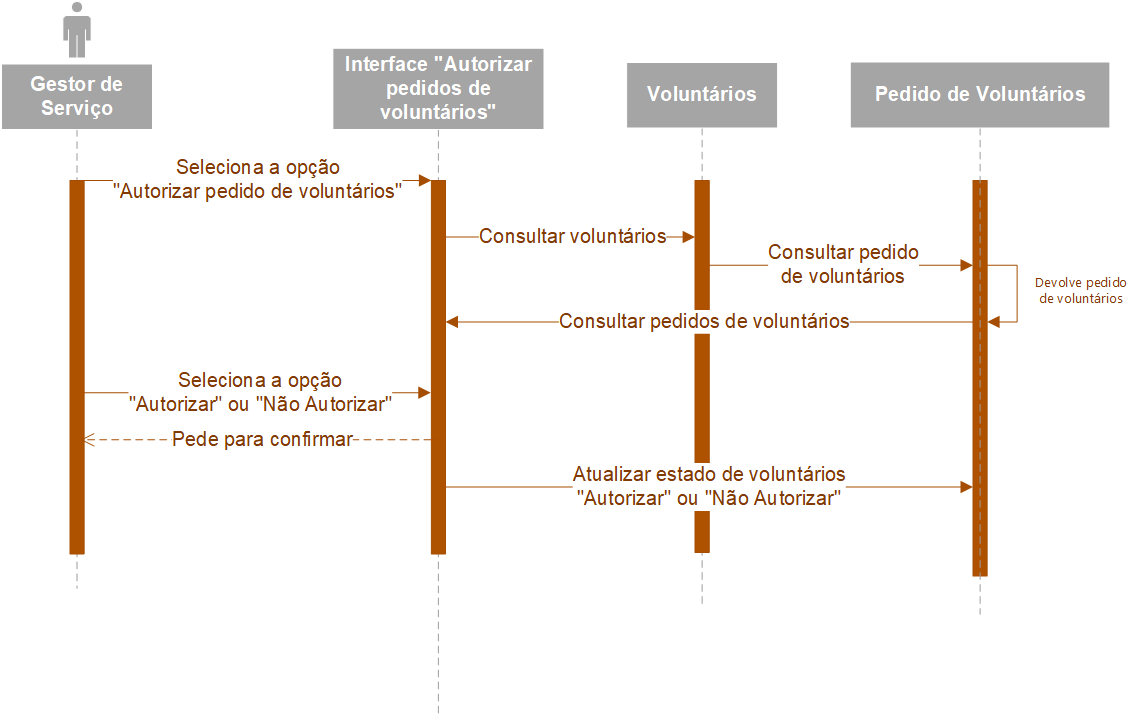 Gestor de
Serviço
Interface "Autorizar
pedidos de
voluntários"
Voluntários
Pedido de Voluntários
Seleciona a opção
"Autorizar pedido de voluntários"
Consultar voluntários
Consultar pedido
de voluntários
Devolve pedido
de voluntários
Consultar pedidos de voluntários
Seleciona a opção
"Autorizar" ou "Não Autorizar"
Pede para confirmar
Atualizar estado de voluntários
"Autorizar" ou "Não Autorizar"